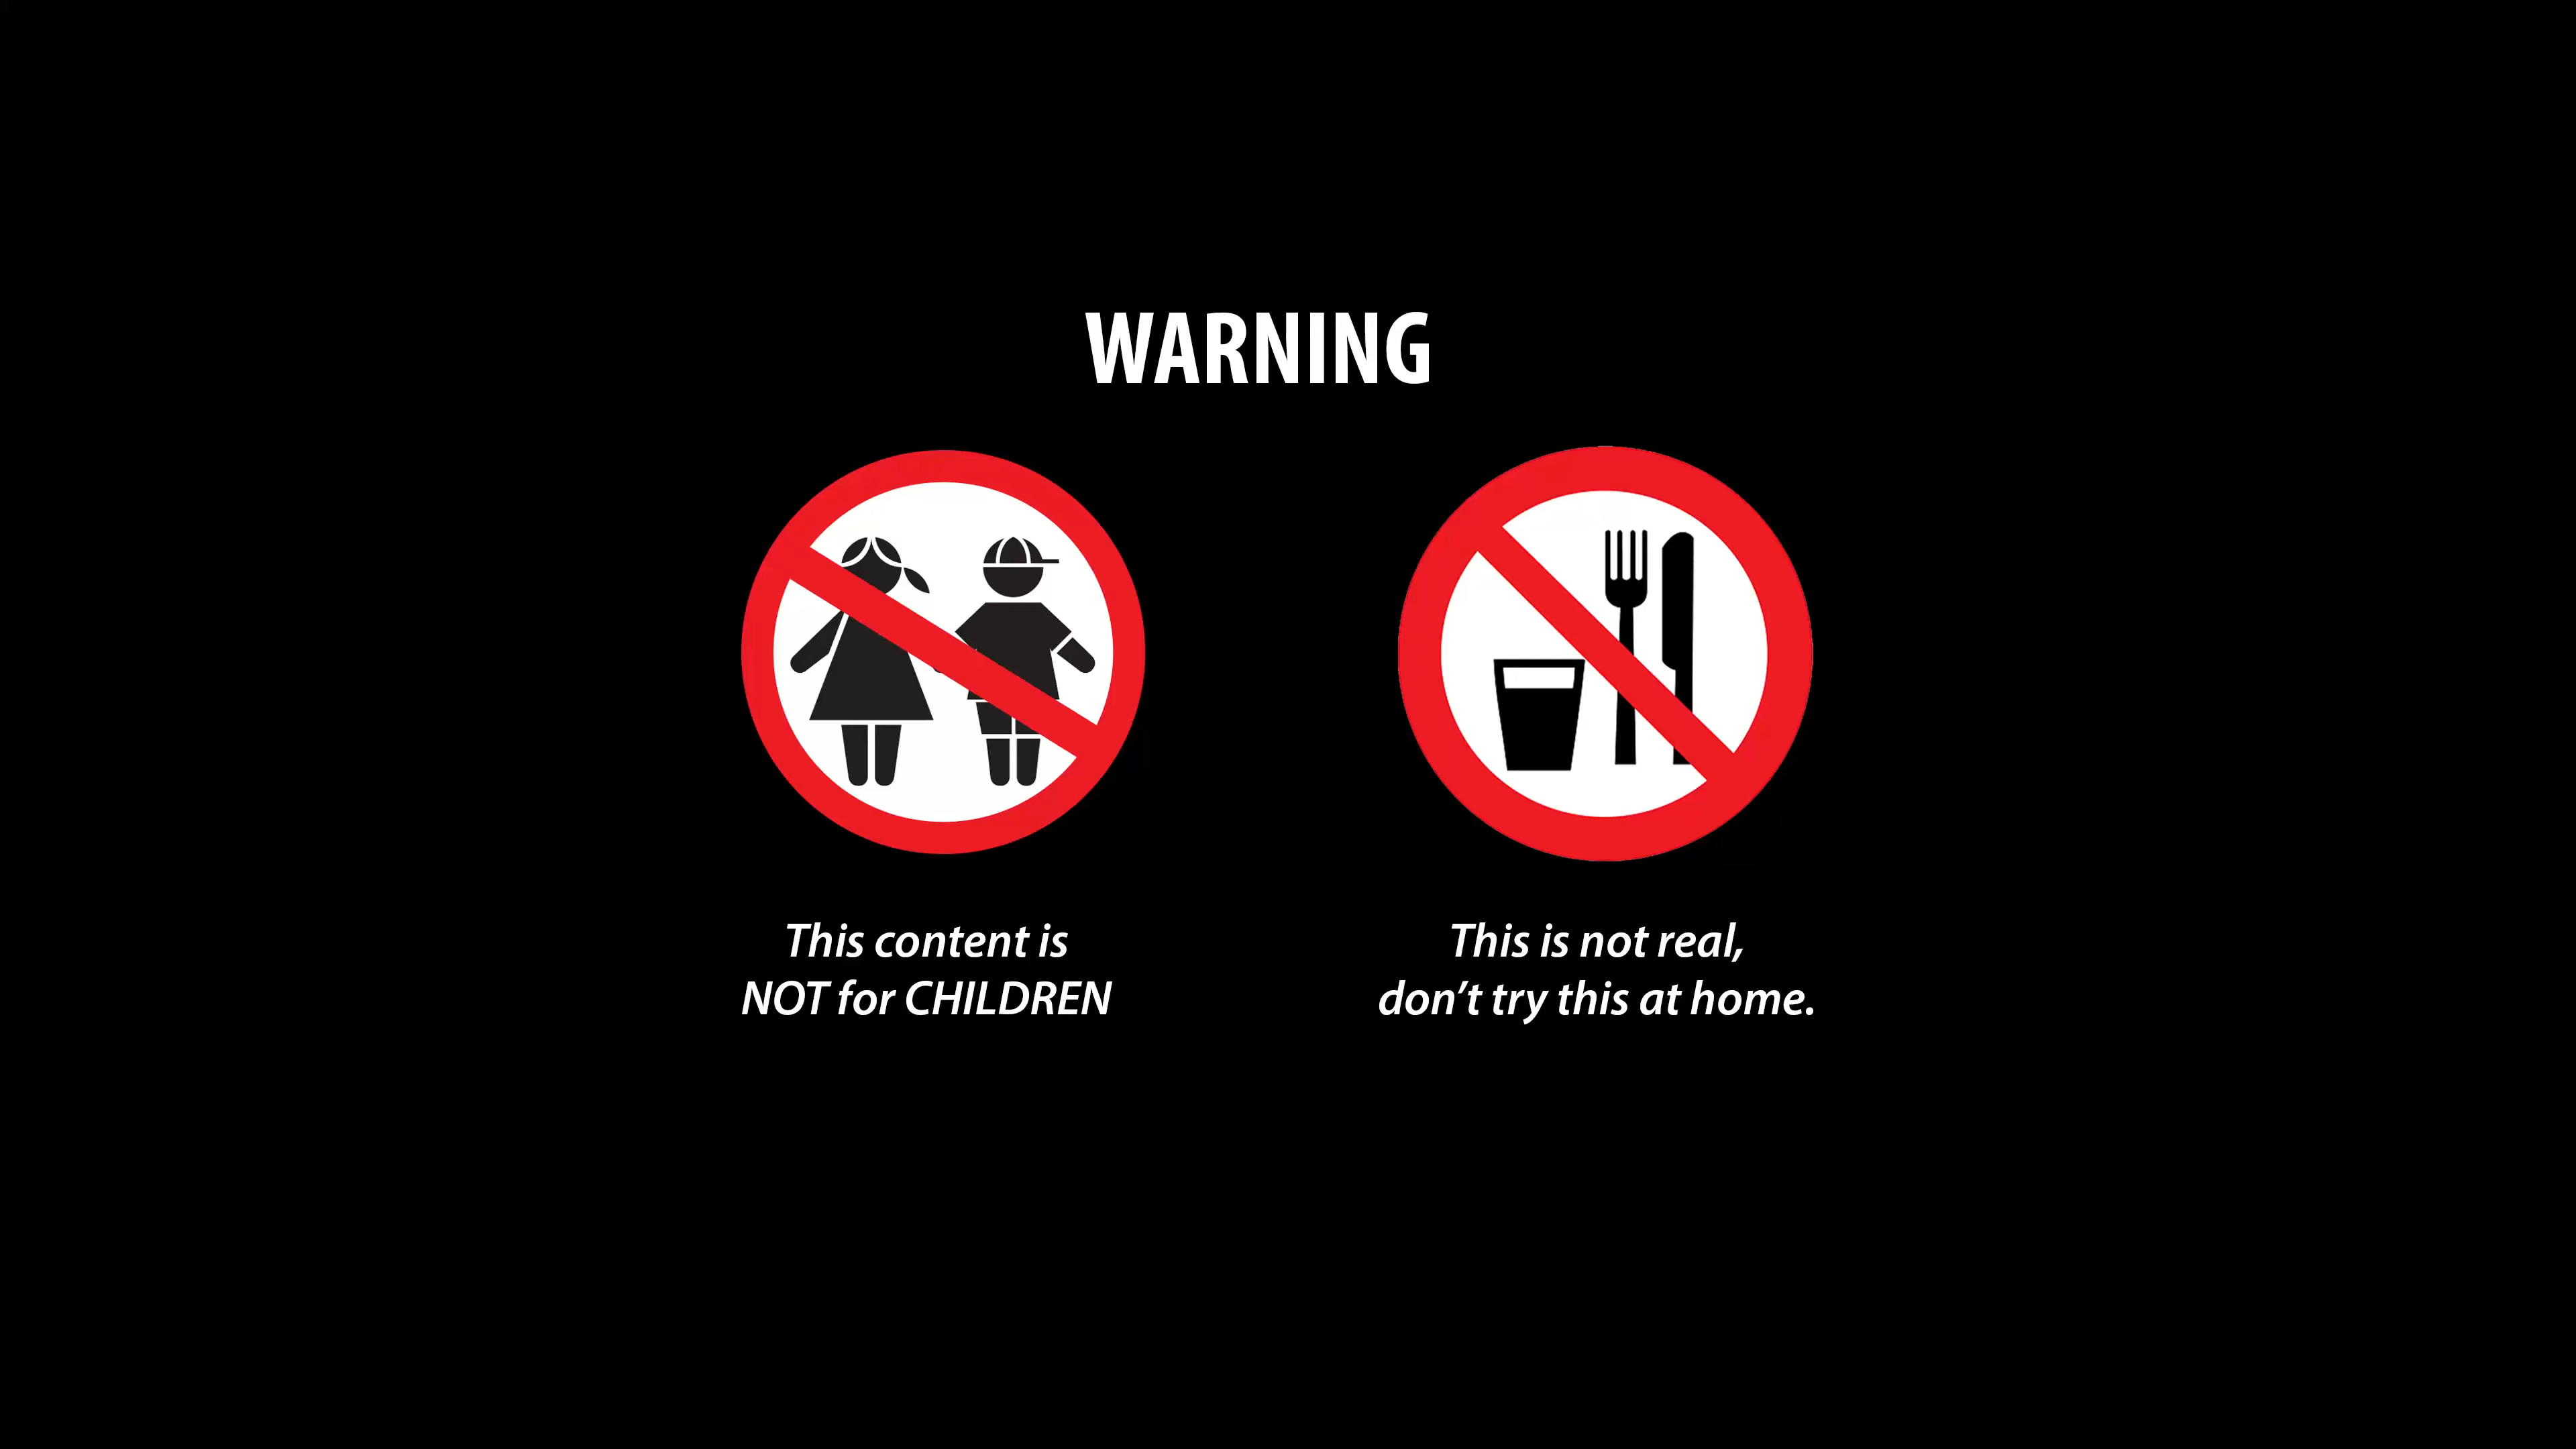 WARNING
This content is
NOT for CHILDREN
This is not real,
don’t try this at home.